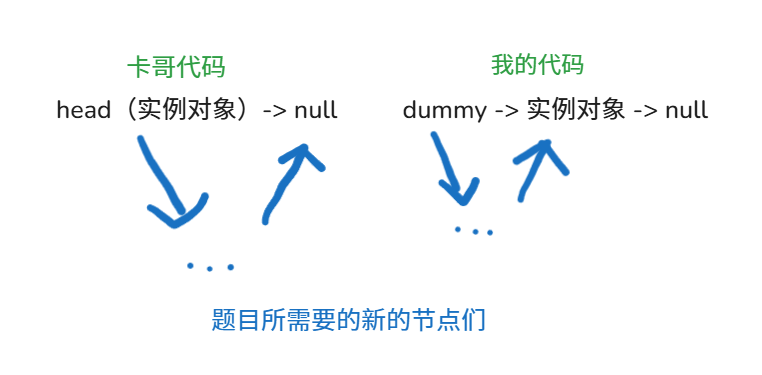 卡哥代码
head（实例对象）-> null
我的代码
dummy -> 实例对象 -> null
题目所需要的新的节点们